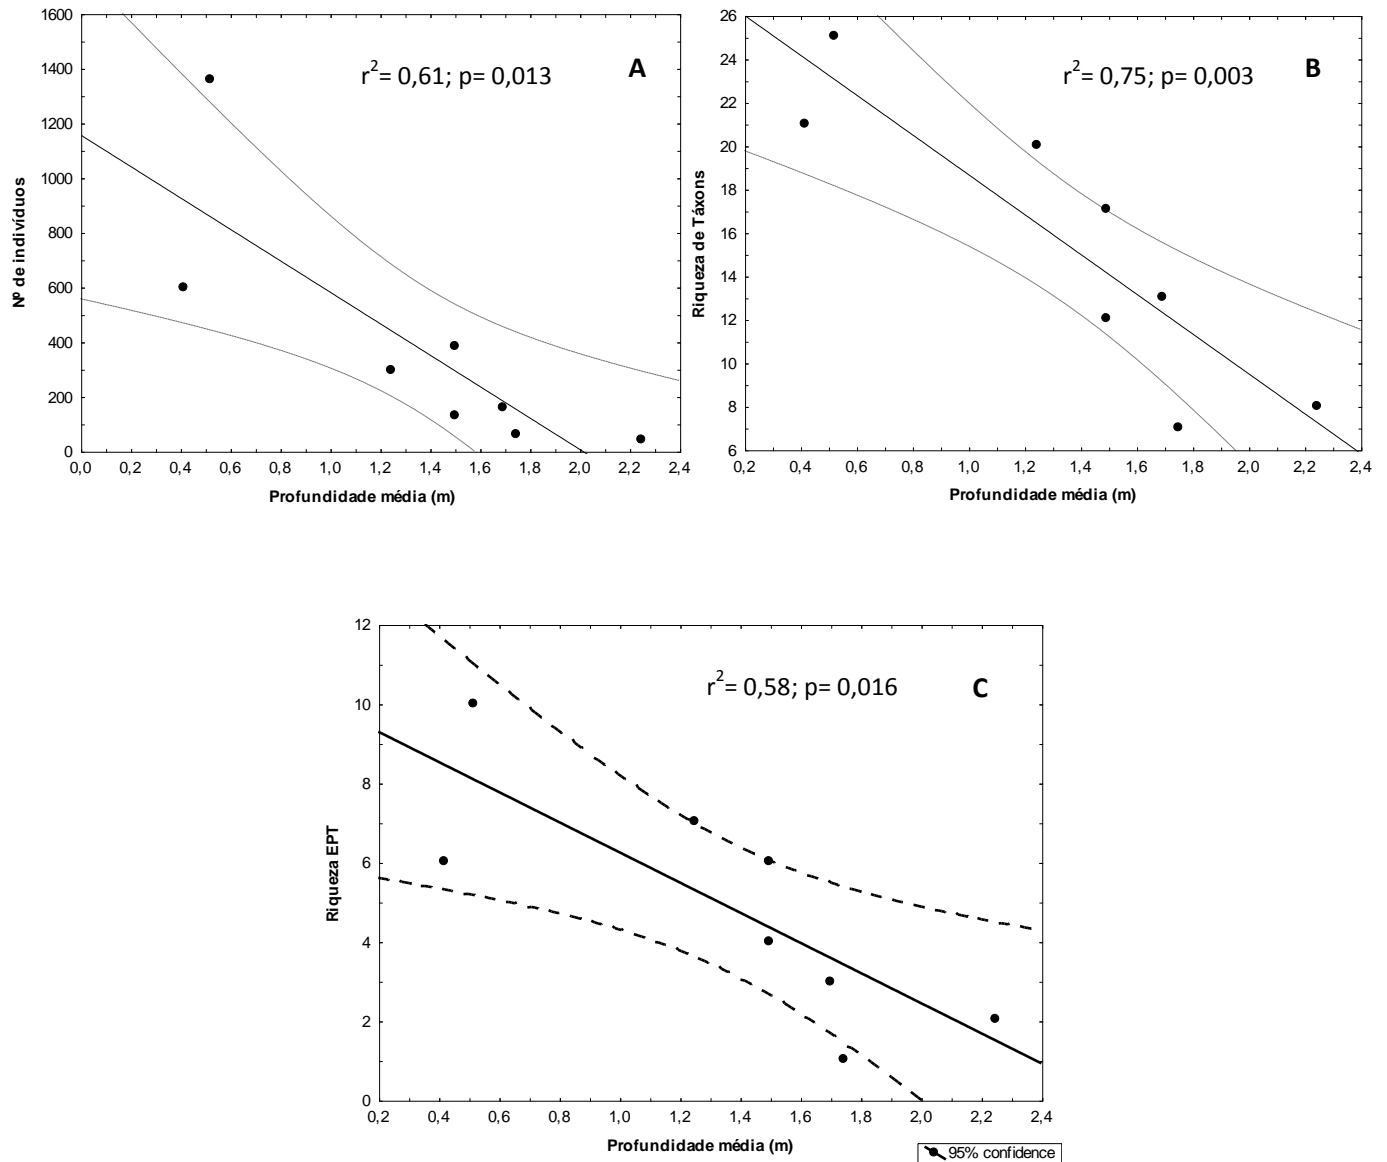 r²= 0,61; p= 0,013
A
1600
1400
1200
1000
800
600
400
200
0
Nº de indivíduos
0,0 0,2 0,4 0,6 0,8 1,0 1,2 1,4 1,6 1,8 2,0 2,2 2,4
Profundidade média (m)
r²= 0,75; p= 0,003
B
26
24
22
20
18
16
14
12
10
8
6
Riqueza de Táxons
0,2 0,4 0,6 0,8 1,0 1,2 1,4 1,6 1,8 2,0 2,2 2,4
Profundidade média (m)
r²= 0,58; p= 0,016
C
12
10
8
6
4
2
0
Riqueza EPT
0,2 0,4 0,6 0,8 1,0 1,2 1,4 1,6 1,8 2,0 2,2 2,4
Profundidade média (m)
95% confidence